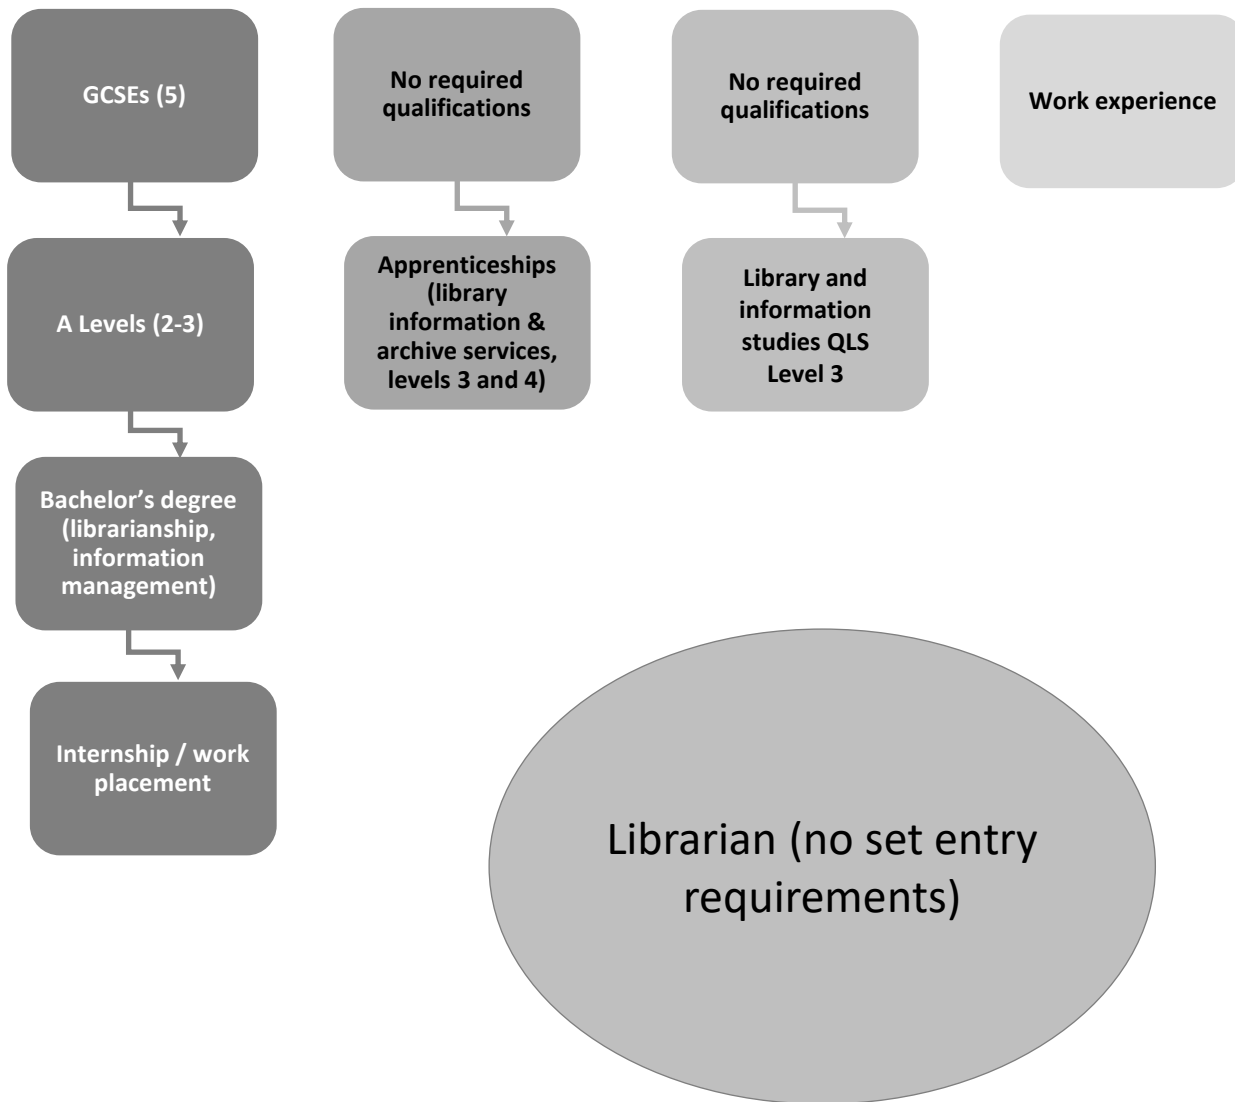 GCSEs (5)
A Levels (2-3)
Bachelor’s degree
(librarianship,
information
management)
Internship / work
placement
No required
qualifications
Apprenticeships
(library
information &
archive services,
levels 3 and 4)
No required
qualifications
Library and
information
studies QLS
Level 3
Work experience
Librarian (no set entry
requirements)